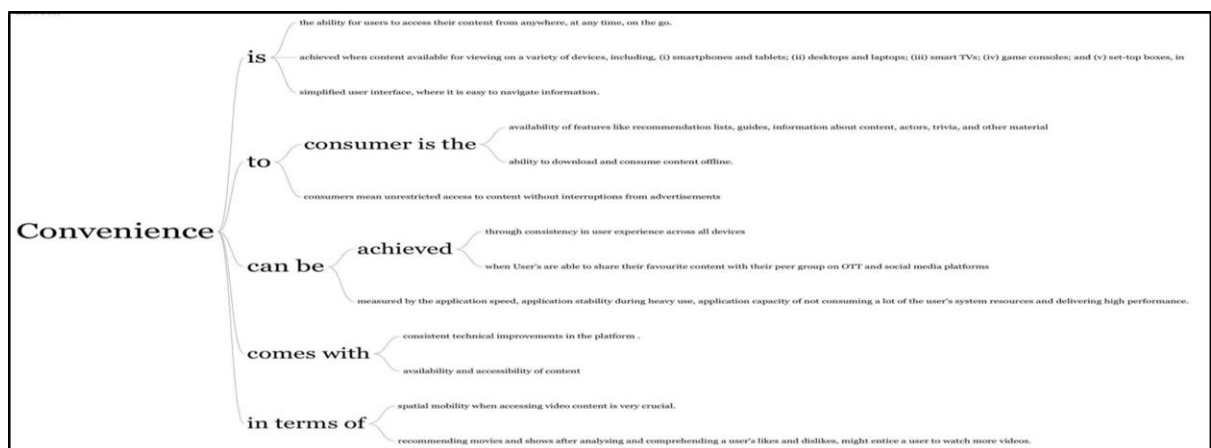 the ability for users to access their content from anywhere, at any time, on the go.
is
achieved when content available for viewing on a variety of devices, including, (i) smartphones and tablets; (ii) desktops and laptops; (iii) smart TVs; (iv) game consoles; and (v) set-top boxes, in
simplified user interface, where it is easy to navigate information.
availability of features like recommendation lists, guides, information about content, actors, trivia, and other material
consumer is the
to
ability to download and consume content offline.
consumers mean unrestricted access to content without interruptions from advertisements
Convenience
through consistency in user experience across all devices
achieved
can be
when User's are able to share their favourite content with their peer group on OTT and social media platforms
measured by the application speed, application stability during heavy use, application capacity of not consuming a lot of the user's system resources and delivering high performance.
consistent technical improvements in the platform .
comes with
availability and accessibility of content
spatial mobility when accessing video content is very crucial.
in terms of
recommending movies and shows after analysing and comprehending a user's likes and dislikes, might entice a user to watch more videos.